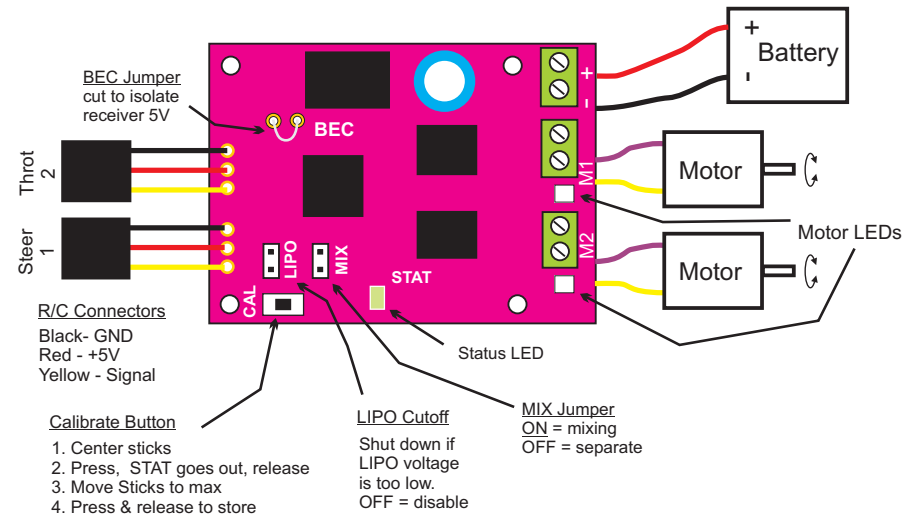 BEC Jumper
cut to isolate
receiver 5V
BEC
+
-
+
-
Battery
Throt
2
Steer
1
M1
Motor
M2
Motor
Motor LEDs
LIPO
MIX
STAT
CAL
R/C Connectors
Black- GND
Red - +5V
Yellow - Signal
Status LED
Calibrate Button
1. Center sticks
2. Press, STAT goes out, release
3. Move Sticks to max
4. Press & release to store
LIPO Cutoff
Shut down if
LIPO voltage
is too low.
OFF = disable
MIX Jumper
ON = mixing
OFF = separate